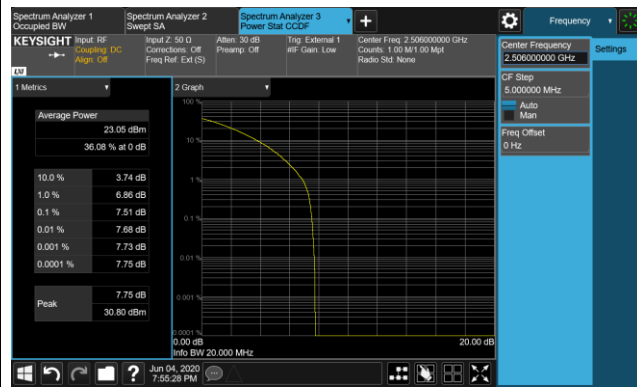 Spectrum Analyzer 1
Occupied BW
Spectrum Analyzer 2
Swept SA
Spectrum Analyzer 3
Power Stat CCDF
Frequency
KEYSIGHT
Input: RF
Coupling: DC
Align: Off
Input Z: 50 Ω
Corrections: Off
Freq Ref: Ext (S)
Atten: 30 dB
Preamp: Off
Trig: External 1
#IF Gain: Low
Center Freq: 2.506000000 GHz
Counts: 1.00 M/1.00 Mpt
Radio Std: None
LXI
Center Frequency
2.506000000 GHz
Settings
CF Step
5.000000 MHz
Auto
Man
Freq Offset
0 Hz
1 Metrics
Average Power
23.05 dBm
36.08 % at 0 dB
10.0 % 3.74 dB
1.0 % 6.86 dB
0.1 % 7.51 dB
0.01 % 7.68 dB
0.001 % 7.73 dB
0.0001 % 7.75 dB
Peak 7.75 dB
30.80 dBm
2 Graph
100 %
10 %
1 %
0.1 %
0.01 %
0.001 %
0.0001 %
0.00 dB 20.00 dB
Info BW 20.000 MHz
?
Jun 04, 2020
7:55:28 PM